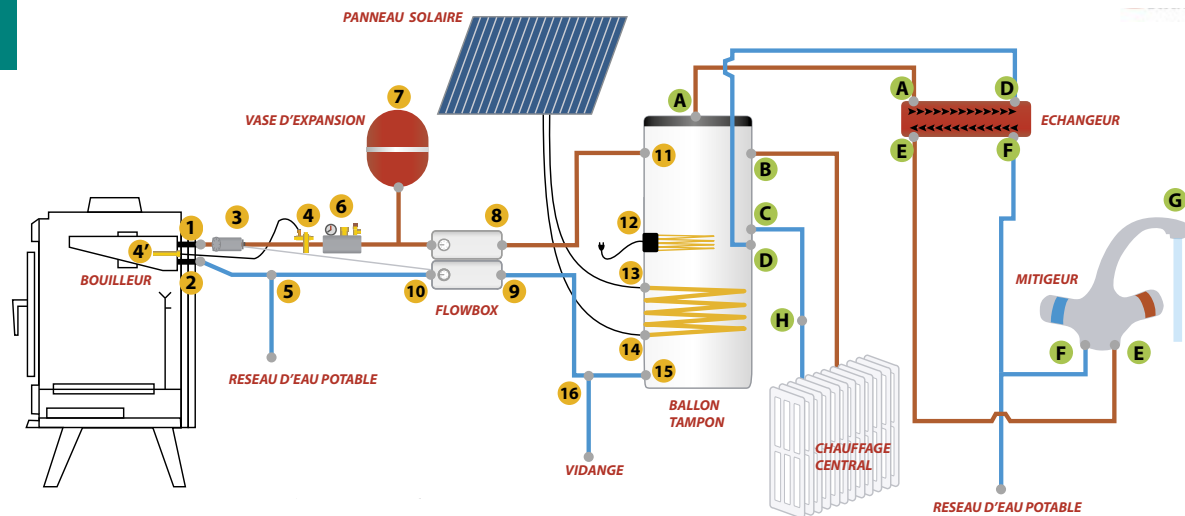 PANNEAU SOLAIRE
7
VASE D'EXPANSION
A
A
D
ECHANGEUR
E
F
11
B
1
3
4
6
8
12
C
D
G
4'
BOUILLEUR
2
5
10
9
FLOWBOX
13
MITIGEUR
H
14
F
E
RESEAU D'EAU POTABLE
15
16
BALLON
TAMPON
CHAUFFAGE
CENTRAL
VIDANGE
RESEAU D'EAU POTABLE